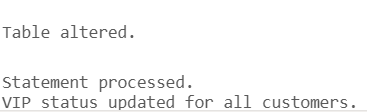 Table altered.
Statement processed.
VIP status updated for all customers.